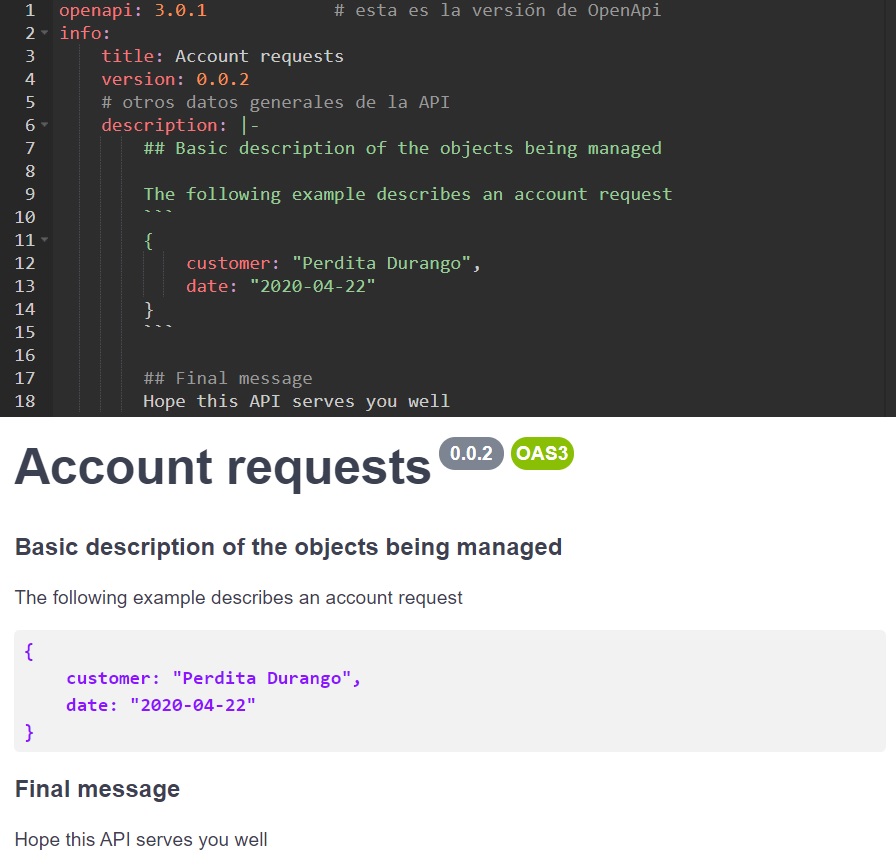 1 openapi: 3.0.1 # esta es la versión de OpenApi
2 info:
3 title: Account requests
4 version: 0.0.2
5 # otros datos generales de la API
6 description: |-
7 ## Basic description of the objects being managed
8
9 The following example describes an account request
10 ```
11 {
12 customer: "Perdita Durango",
13 date: "2020-04-22"
14 }
15 ```
16
17 ## Final message
18 Hope this API serves you well
Account requests 0.0.2 OAS3
Basic description of the objects being managed
The following example describes an account request
{
customer: "Perdita Durango",
date: "2020-04-22"
}
Final message
Hope this API serves you well